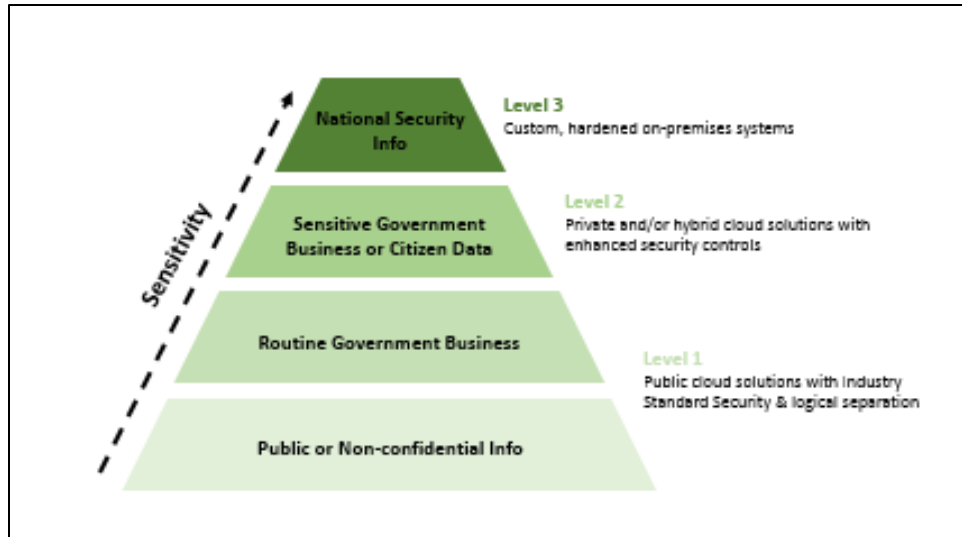 National Security
Info
Level 3
Custom, hardened on-premises systems
Sensitive Government
Business or Citizen Data
Level 2
Private and/or hybrid cloud solutions with
enhanced security controls
Sensitivity
Routine Government Business
Level 1
Public cloud solutions with Industry
Standard Security & logical separation
Public or Non-confidential Info